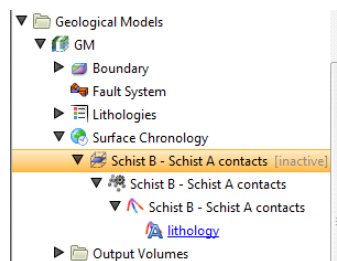 Geological Models
GM
Boundary
Fault System
Lithologies
Surface Chronology
Schist B - Schist A contacts [inactive]
Schist B - Schist A contacts
Schist B - Schist A contacts
lithology
Output Volumes